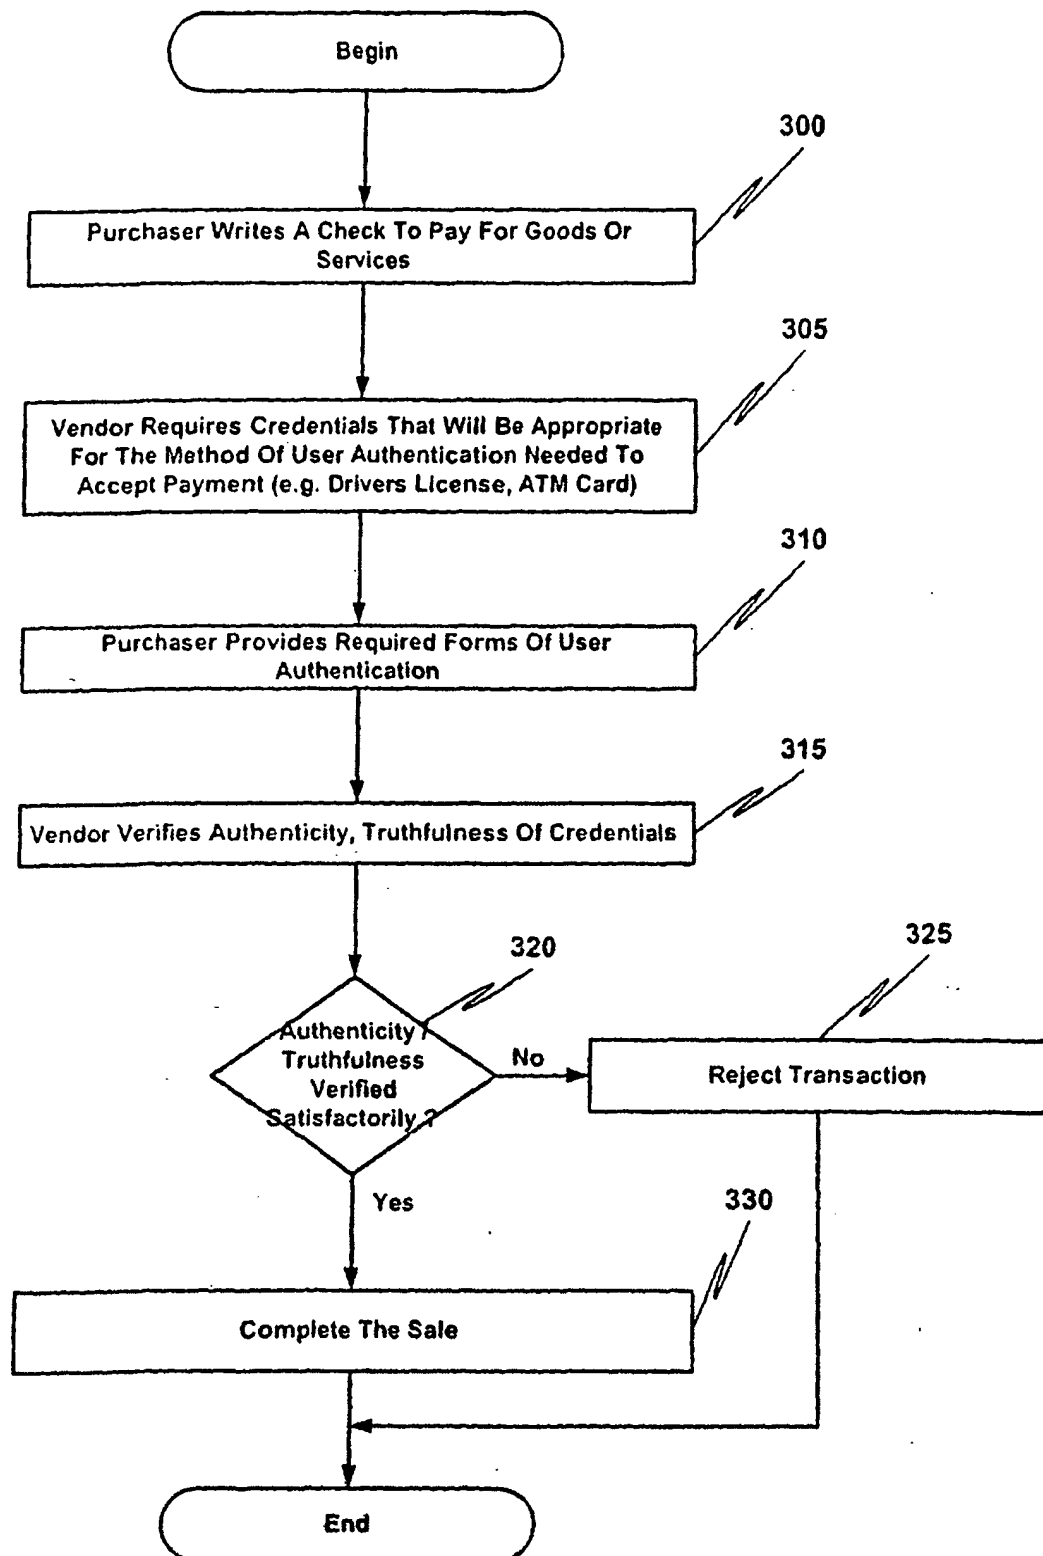 Begin
300
Purchaser Writes A Check To Pay For Goods Or
Services
305
Vendor Requires Credentials That Will Be Appropriate
For The Method Of User Authentication Needed To
Accept Payment (e.g. Drivers License, ATM Card)
310
Purchaser Provides Required Forms Of User
Authentication
315
Vendor Verifies Authenticity, Truthfulness Of Credentials
320
325
Authenticity /
Truthfulness
Verified
Satisfactorily ?
No
Reject Transaction
Yes
330
Complete The Sale
End